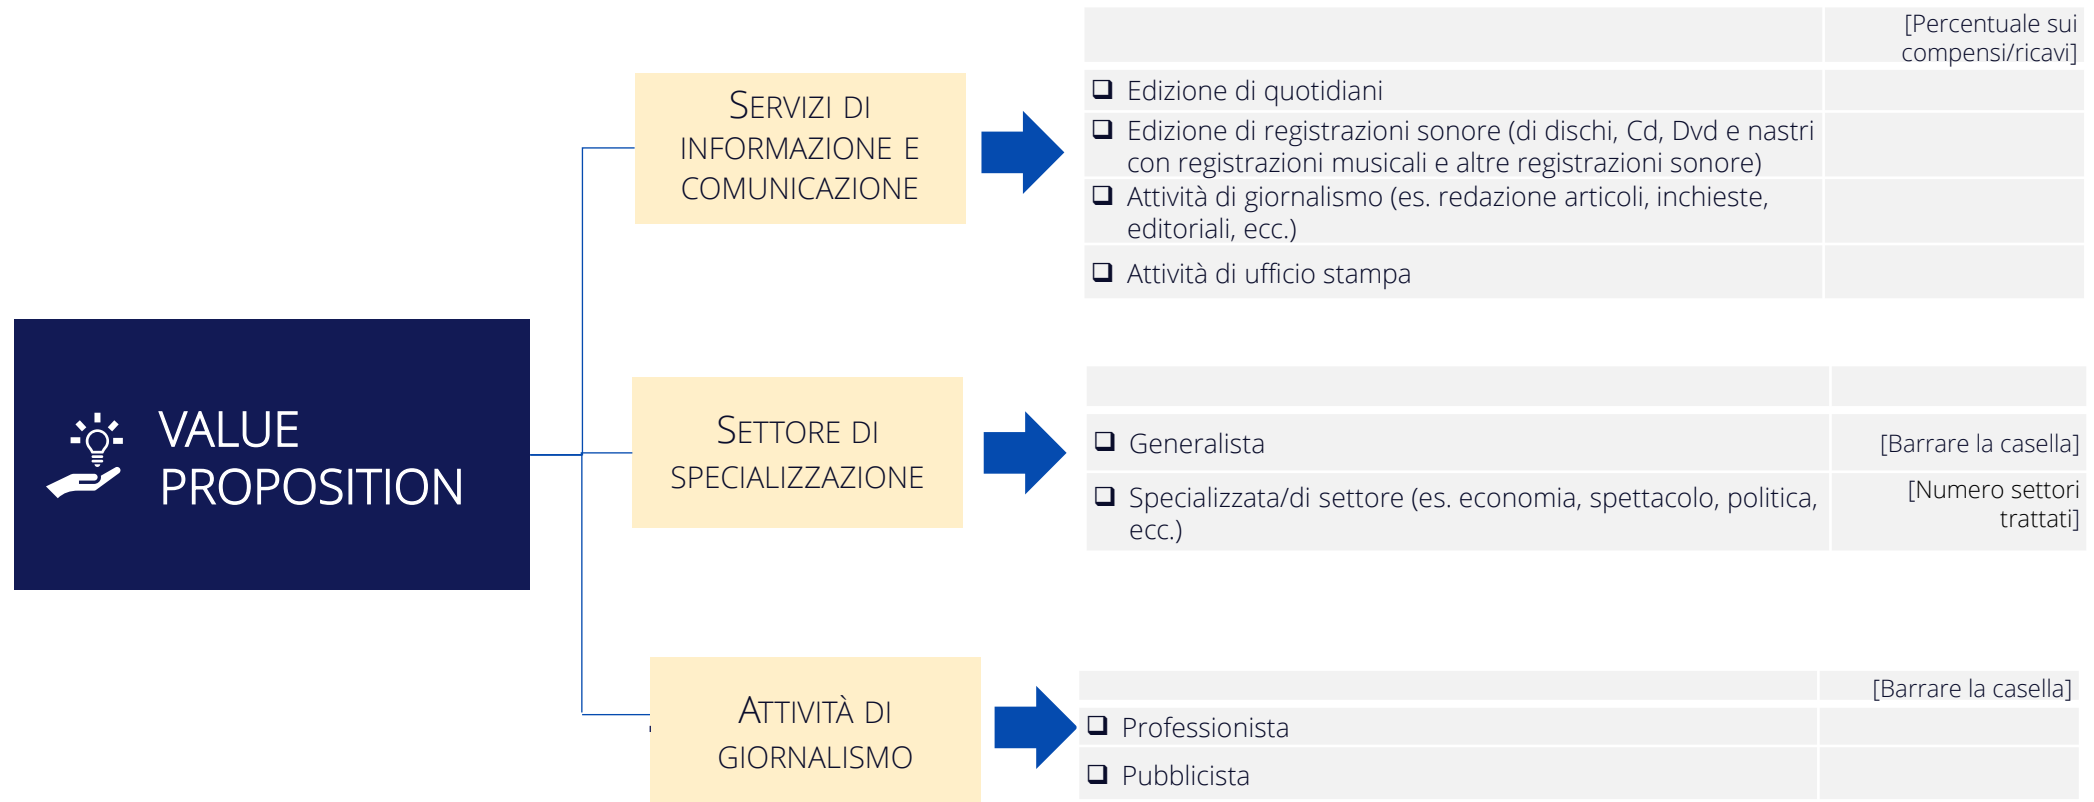 VALUE
PROPOSITION
SERVIZI DI
INFORMAZIONE E
COMUNICAZIONE
[Percentuale sui
compensi/ricavi]
Edizione di quotidiani
Edizione di registrazioni sonore (di dischi, Cd, Dvd e nastri
con registrazioni musicali e altre registrazioni sonore)
Attività di giornalismo (es. redazione articoli, inchieste,
editoriali, ecc.)
Attività di ufficio stampa
SETTORE DI
SPECIALIZZAZIONE
Generalista [Barrare la casella]
Specializzata/di settore (es. economia, spettacolo, politica,
ecc.)
[Numero settori
trattati]
ATTIVITÀ DI
GIORNALISMO
[Barrare la casella]
Professionista
Pubblicista